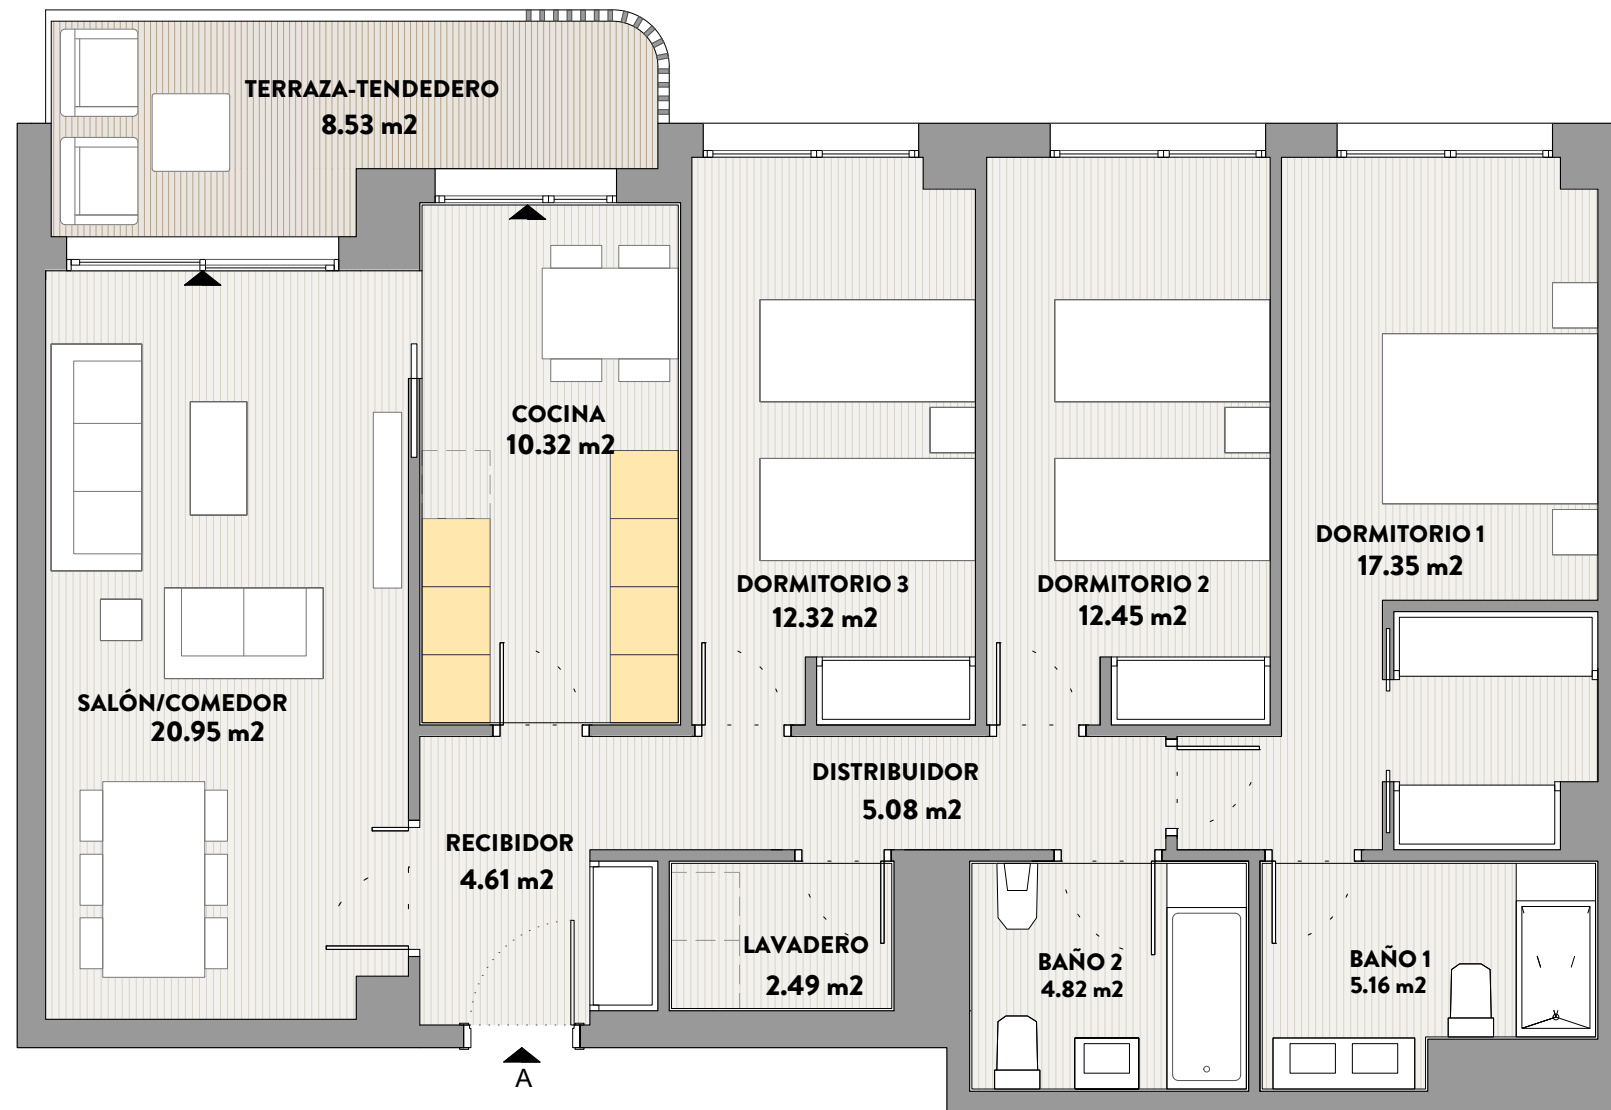 TERRAZA-TENDEDERO
8.53 m2
COCINA
10.32 m2
DORMITORIO 1
17.35 m2
DORMITORIO 3
12.32 m2
DORMITORIO 2
12.45 m2
SALÓN/COMEDOR
20.95 m2
DISTRIBUIDOR
5.08 m2
RECIBIDOR
4.61 m2
LAVADERO
2.49 m2
BAÑO 2
4.82 m2
BAÑO 1
5.16 m2
A